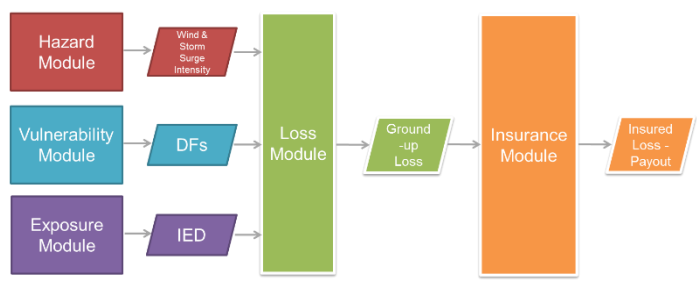 Hazard
Module
Wind &
Storm
Surge
Intensity
Vulnerability
Module
DFs
Exposure
Module
IED
Loss
Module
Ground
-up
Loss
Insurance
Module
Insured
Loss -
Payout